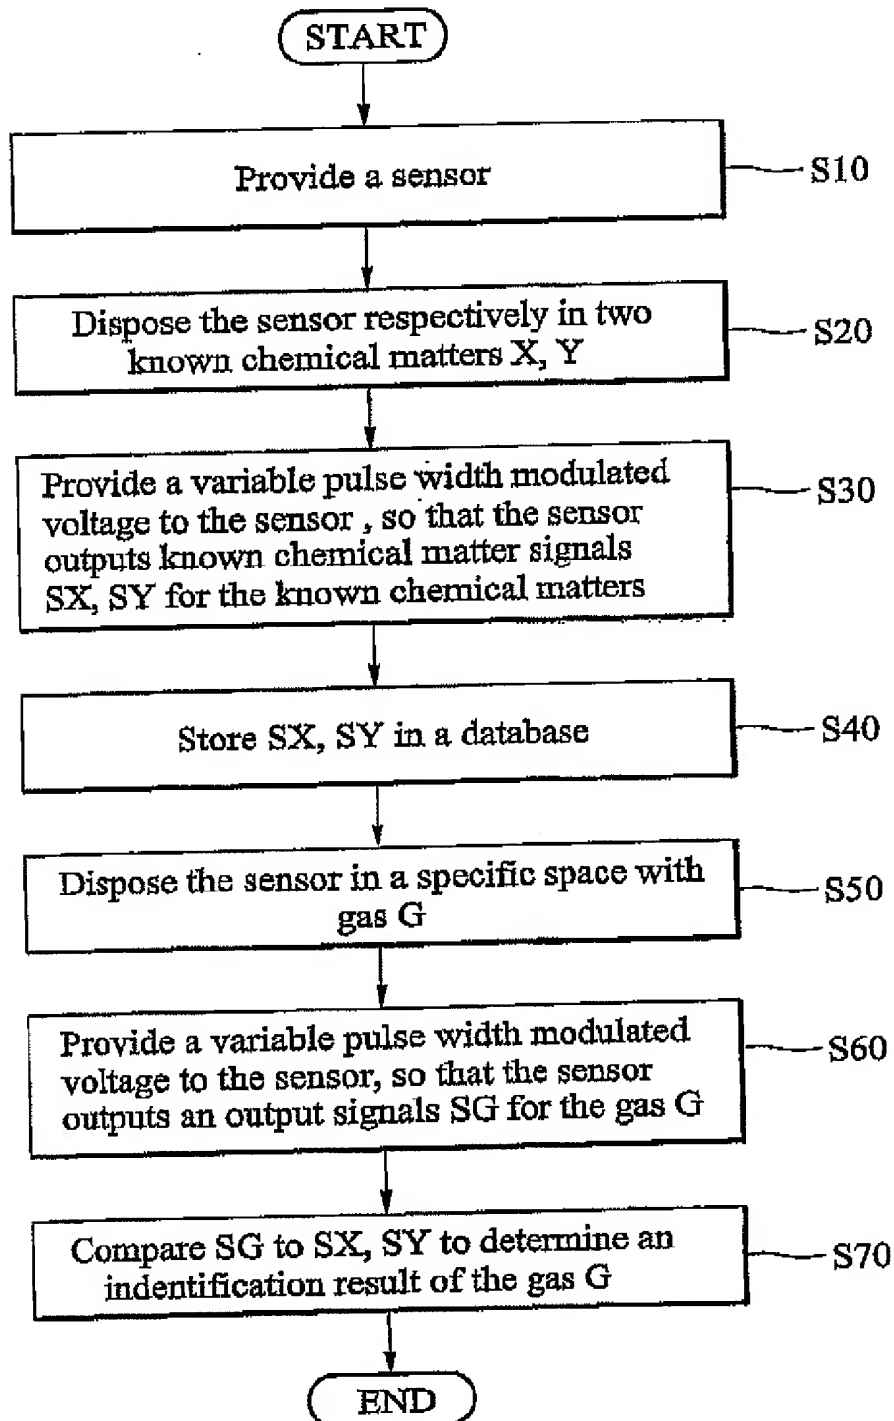 START
Provide a sensor
S10
Dispose the sensor respectively in two
known chemical matters X, Y
S20
Provide a variable pulse width modulated
voltage to the sensor, so that the sensor
outputs known chemical matter signals
SX, SY for the known chemical matters
S30
Store SX, SY in a database
S40
Dispose the sensor in a specific space with
gas G
S50
Provide a variable pulse width modulated
voltage to the sensor, so that the sensor
outputs an output signals SG for the gas G
S60
Compare SG to SX, SY to determine an
indentification result of the gas G
S70
END